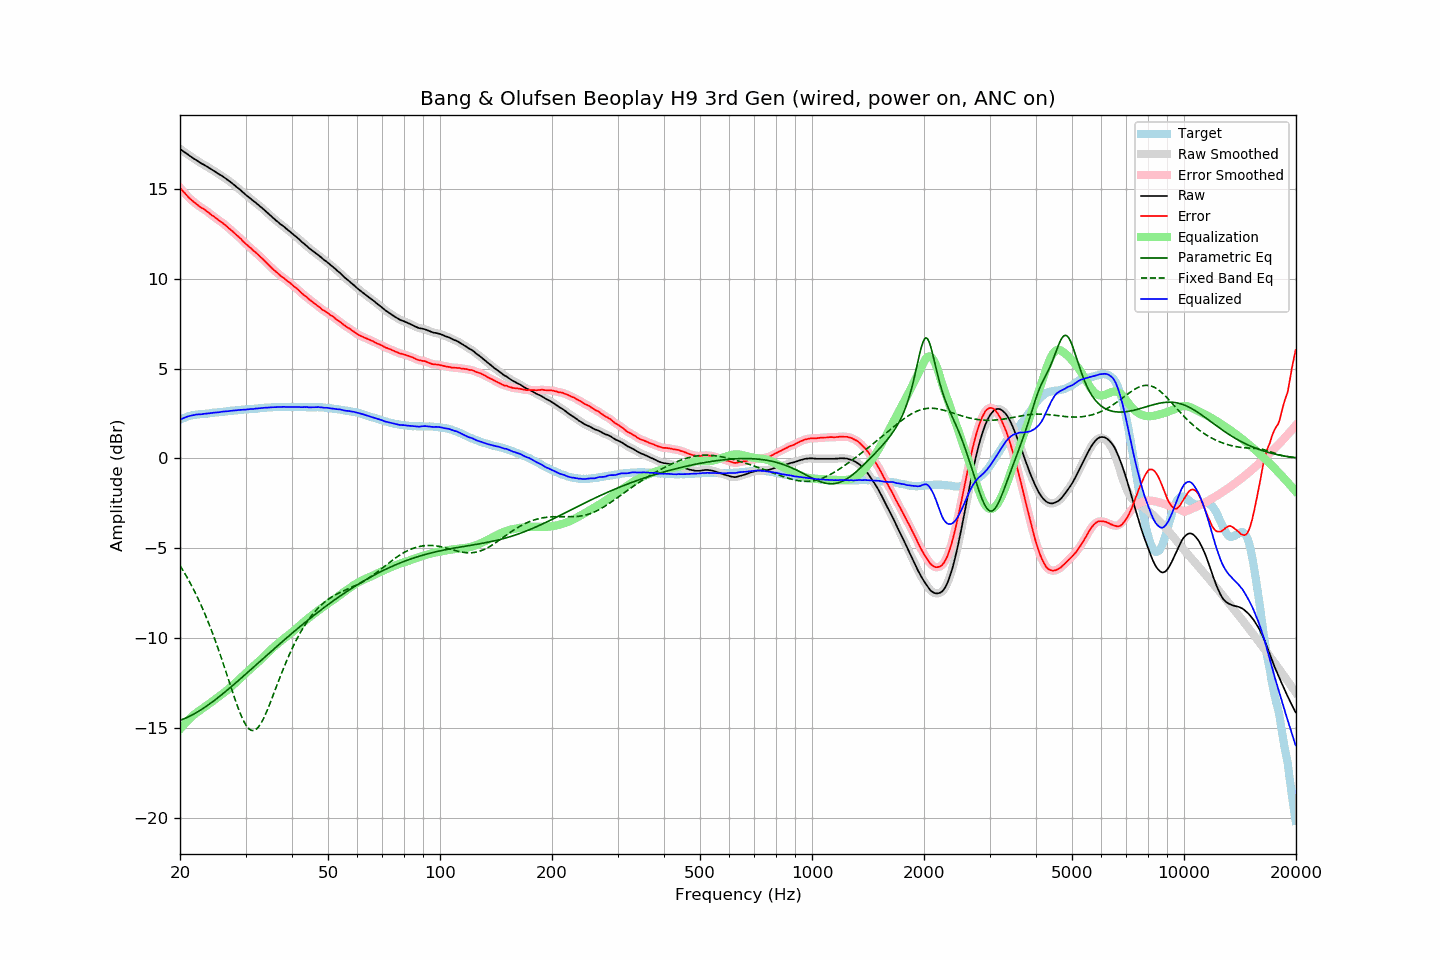 Bang & Olufsen Beoplay H9 3rd Gen (wired, power on, ANC on)
Target
Raw Smoothed
Error Smoothed
Raw
Error
Equalization
Parametric Eq
Fixed Band Eq
Equalized
Amplitude (dBr)
15
10
5
0
−5
−10
−15
−20
20 50 100 200 500 1000 2000 5000 10000 20000
Frequency (Hz)